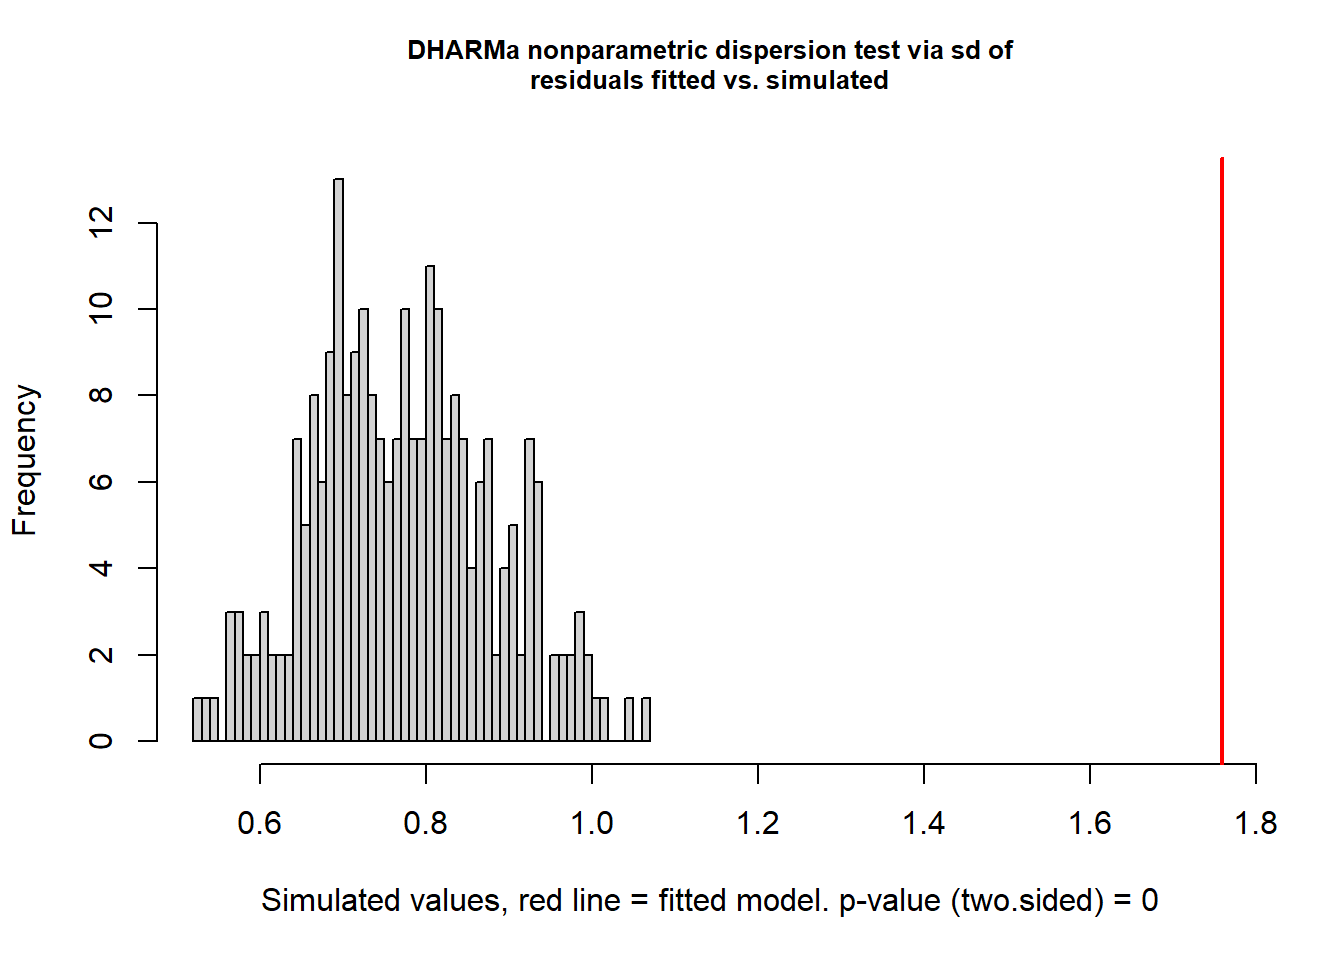 DHARMa nonparametric dispersion test via sd of
residuals fitted vs. simulated
Frequency
12
10
8
6
4
2
0
0.6 0.8 1.0 1.2 1.4 1.6 1.8
Simulated values, red line = fitted model. p-value (two.sided) = 0